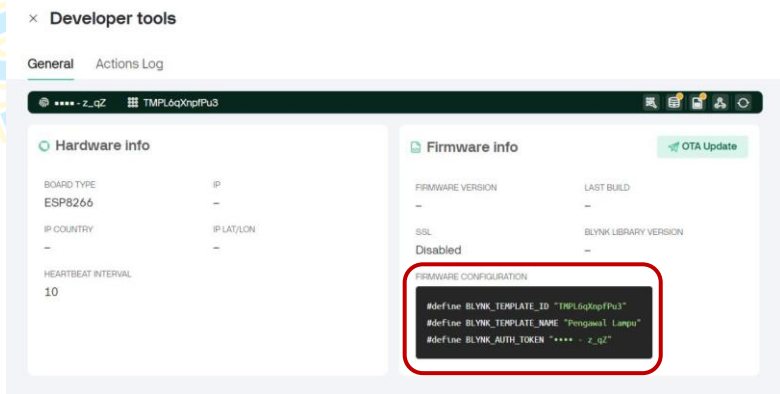 × Developer tools
General Actions Log
•••• - z_qZ TMPL6qXnpfPu3
Hardware info
BOARD TYPE IP
ESP8266 –
IP COUNTRY IP LAT/LON
– –
HEARTBEAT INTERVAL
10
Firmware info OTA Update
FIRMWARE VERSION LAST BUILD
– –
SSL BLYNK LIBRARY VERSION
Disabled –
FIRMWARE CONFIGURATION
#define BLYNK_TEMPLATE_ID "TMPL6qXnpfPu3"
#define BLYNK_TEMPLATE_NAME "Pengawal Lampu"
#define BLYNK_AUTH_TOKEN "•••• - z_qZ"